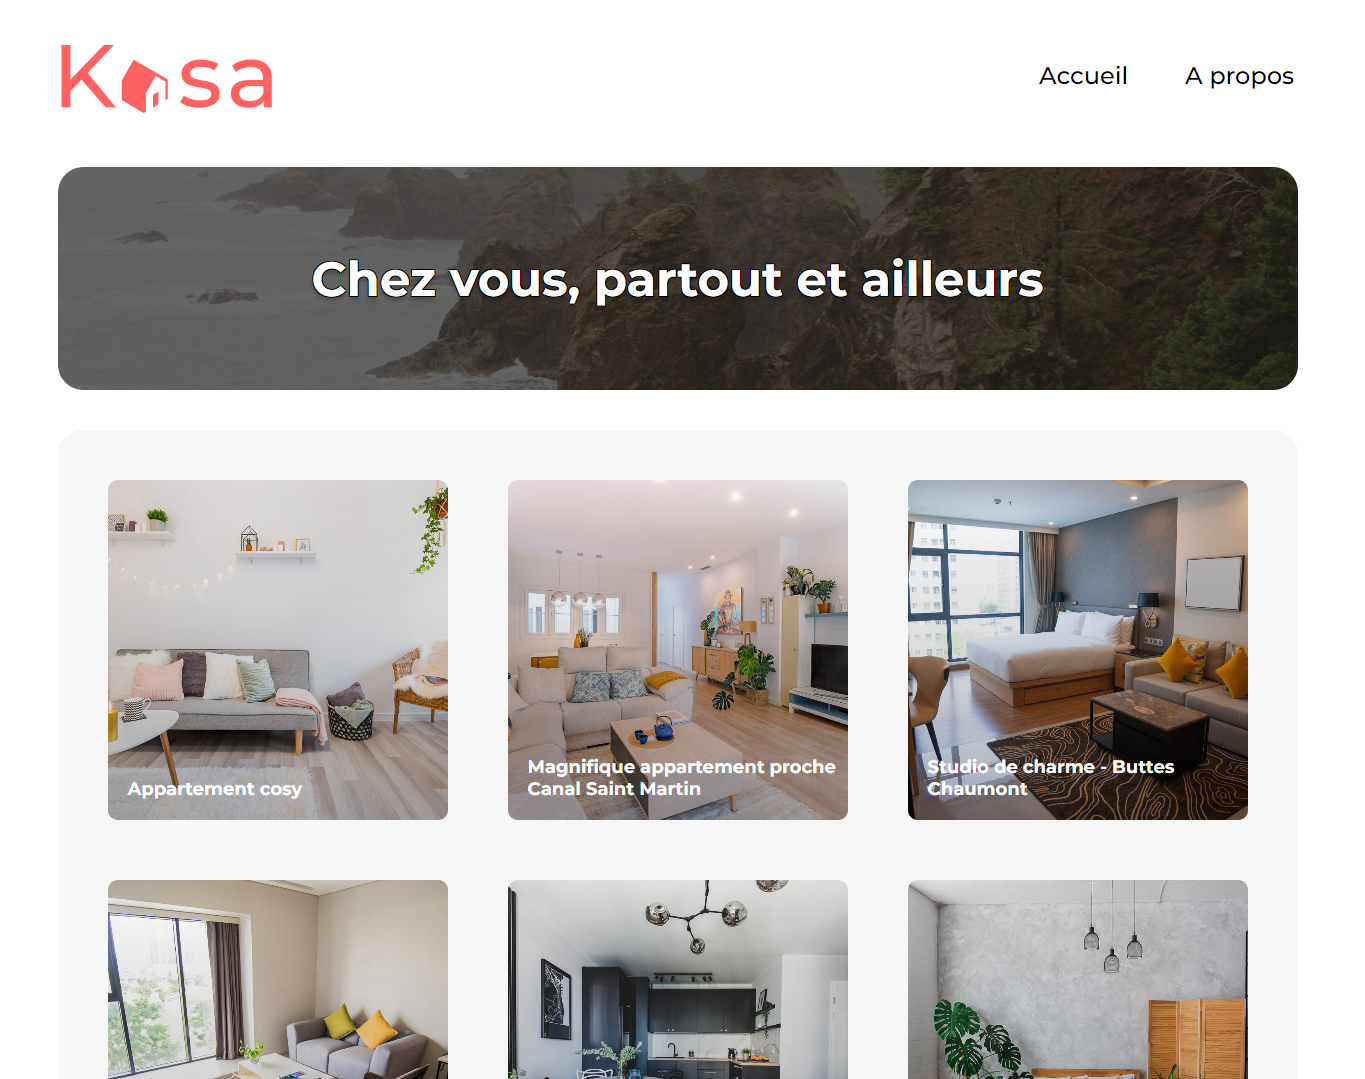 Kasa
Accueil
A propos
Chez vous, partout et ailleurs
Appartement cosy
Magnifique appartement proche
Canal Saint Martin
Studio de charme - Buttes
Chaumont